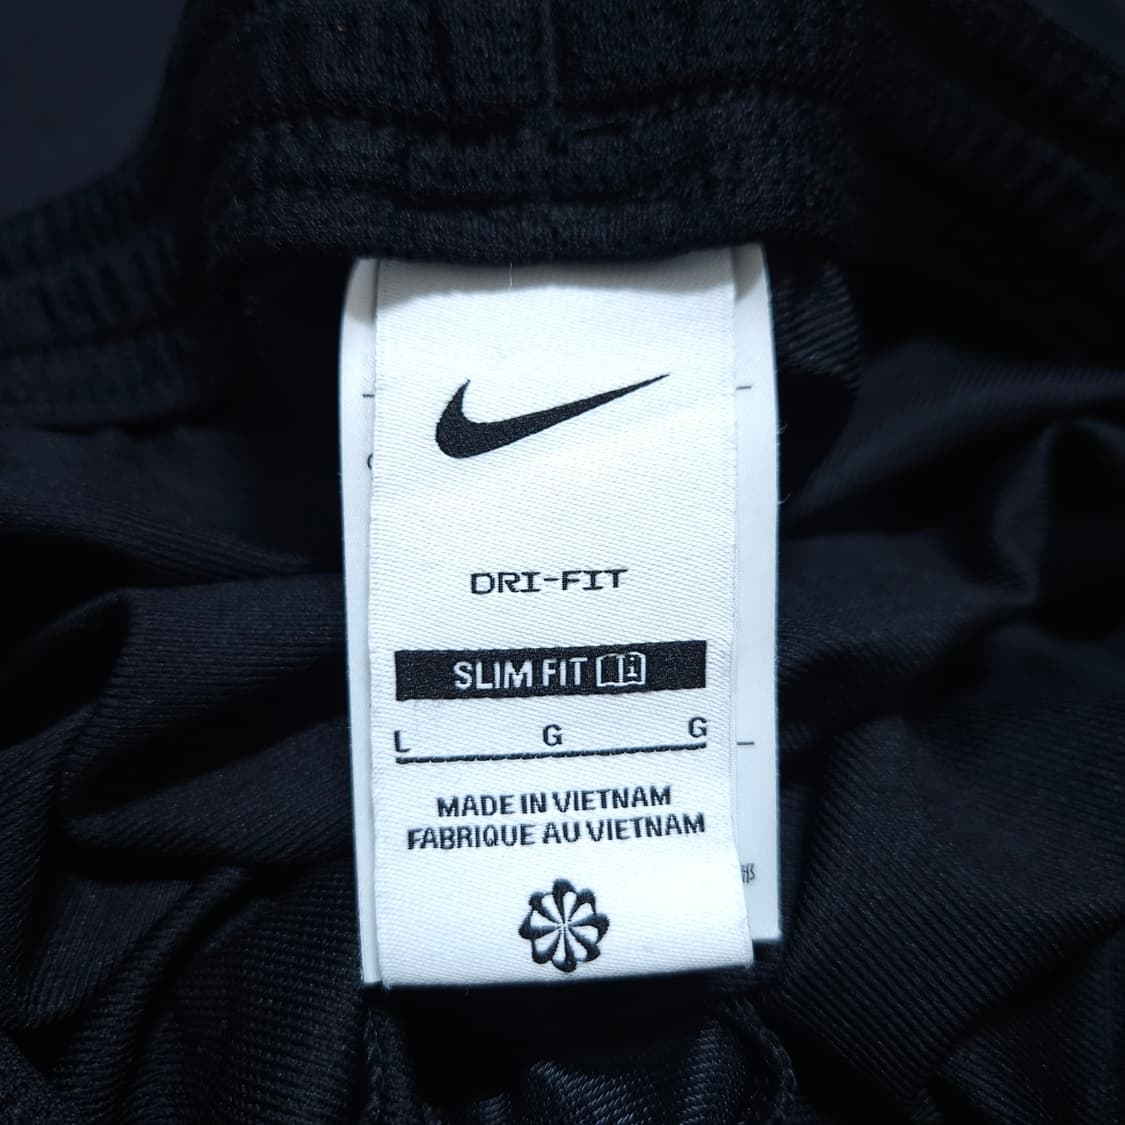 DRI-FIT
SLIM FIT
L G G
MADE IN VIETNAM
FABRIQUE AU VIETNAM